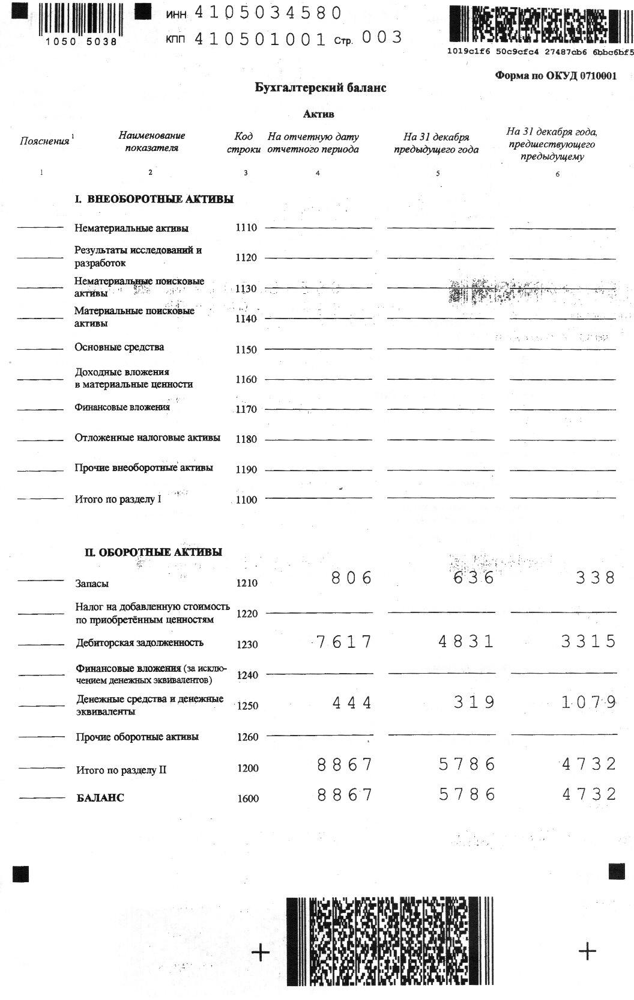 ИНН 4105034580
1050 5038
КПП 410501001 Стр. 003
1019c1f6 50c9cfc4 27487cb6 6bbc6bf5
Форма по ОКУД 0710001
Бухгалтерский баланс
Актив
Пояснения 1 Наименование показателя Код строки На отчетную дату отчетного периода На 31 декабря предыдущего года На 31 декабря года, предшествующего предыдущему
1 2 3 4 5 6
I. ВНЕОБОРОТНЫЕ АКТИВЫ
Нематериальные активы 1110
Результаты исследований и
разработок 1120
Нематериальные поисковые
активы 1130
Материальные поисковые
активы 1140
Основные средства 1150
Доходные вложения
в материальные ценности 1160
Финансовые вложения 1170
Отложенные налоговые активы 1180
Прочие внеоборотные активы 1190
Итого по разделу I 1100
II. ОБОРОТНЫЕ АКТИВЫ
Запасы 1210 806 636 338
Налог на добавленную стоимость
по приобретённым ценностям 1220
Дебиторская задолженность 1230 7617 4831 3315
Финансовые вложения (за исклю-
чением денежных эквивалентов) 1240
Денежные средства и денежные
эквиваленты 1250 444 319 1079
Прочие оборотные активы 1260
Итого по разделу II 1200 8867 5786 4732
БАЛАНС 1600 8867 5786 4732